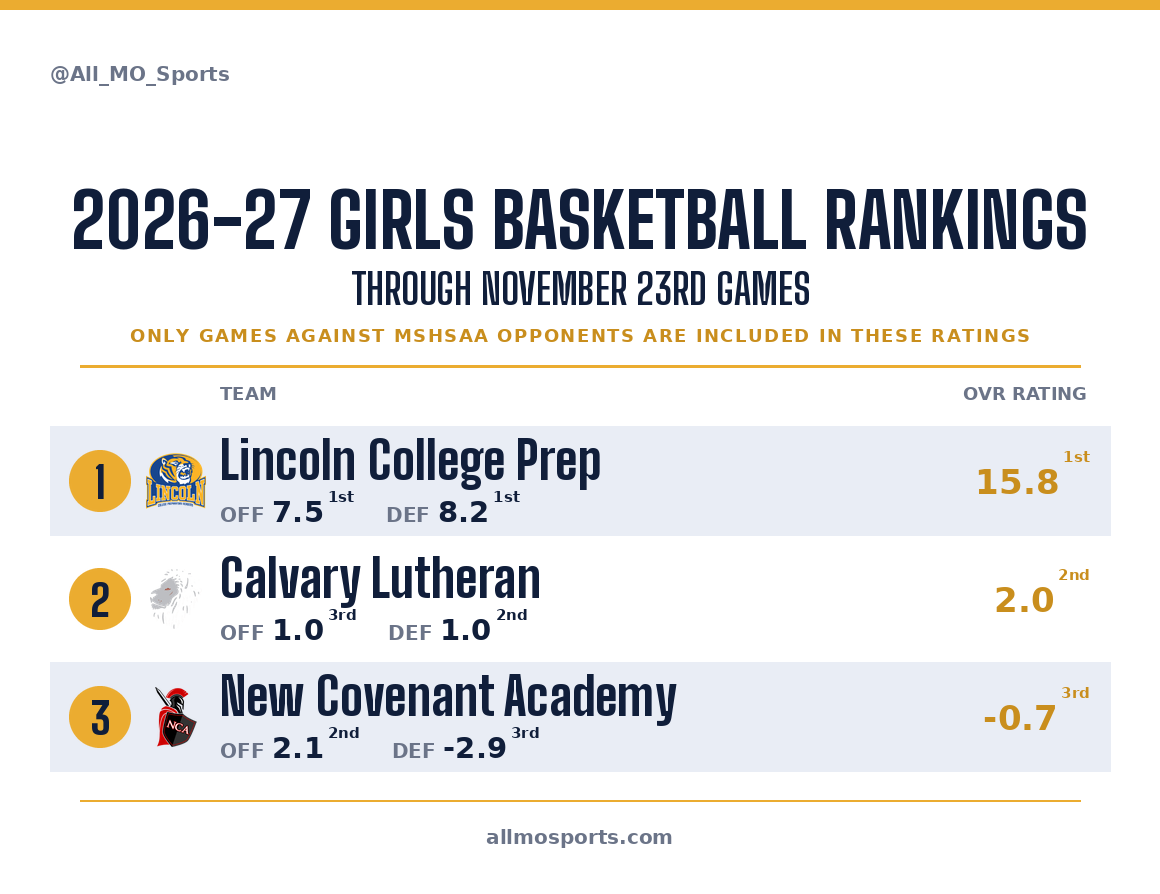 @All_MO_Sports
2026-27 GIRLS BASKETBALL RANKINGS
THROUGH NOVEMBER 23RD GAMES
ONLY GAMES AGAINST MSHSAA OPPONENTS ARE INCLUDED IN THESE RATINGS
TEAM OVR RATING
1 LINCOLN Lincoln College Prep 15.8 1st
OFF 7.5 1st DEF 8.2 1st
2 Calvary Lutheran 2.0 2nd
OFF 1.0 3rd DEF 1.0 2nd
3 NCA New Covenant Academy -0.7 3rd
OFF 2.1 2nd DEF -2.9 3rd
allmosports.com